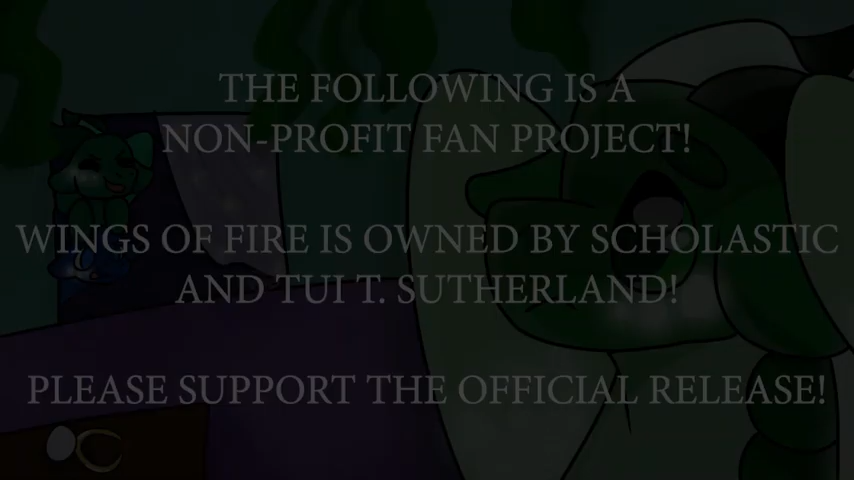 THE FOLLOWING IS A
NON-PROFIT FAN PROJECT!
WINGS OF FIRE IS OWNED BY SCHOLASTIC
AND TUI T. SUTHERLAND!
PLEASE SUPPORT THE OFFICIAL RELEASE!